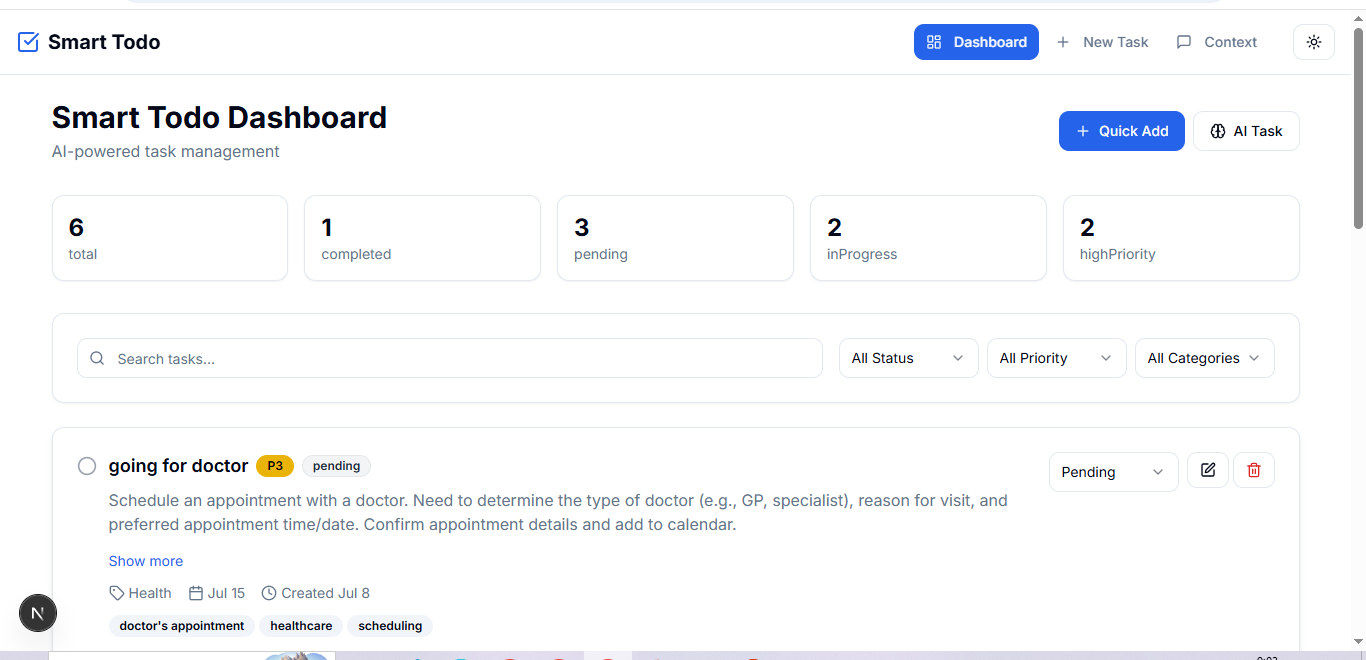 Smart Todo
Dashboard
New Task
Context
Smart Todo Dashboard
AI-powered task management
Quick Add
AI Task
6
total
1
completed
3
pending
2
inProgress
2
highPriority
Search tasks...
All Status
All Priority
All Categories
going for doctor P3 pending
Pending
Schedule an appointment with a doctor. Need to determine the type of doctor (e.g., GP, specialist), reason for visit, and
preferred appointment time/date. Confirm appointment details and add to calendar.
Show more
Health Jul 15 Created Jul 8
doctor's appointment healthcare scheduling
N